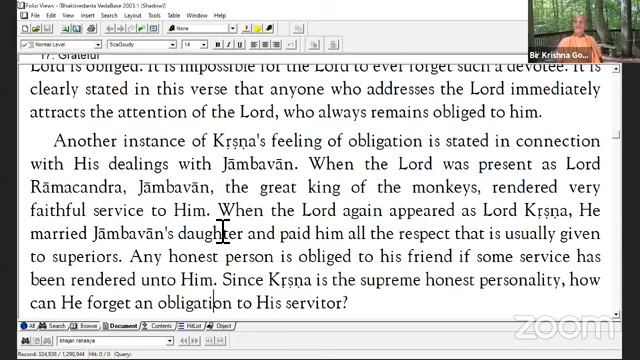 Folio Views - [Bhaktivedanta VedaBase 2003.1 (Shadow)]
File Edit View Search Insert Layout Tools Window Help
<None>
Normal Level ScaGoudy 14
17. Grateful
Lord is obliged. It is impossible for the Lord to ever forget such a devotee. It is
clearly stated in this verse that anyone who addresses the Lord immediately
attracts the attention of the Lord, who always remains obliged to him.
Another instance of Kṛṣṇa's feeling of obligation is stated in connection
with His dealings with Jāmbavān. When the Lord was present as Lord
Rāmacandra, Jāmbavān, the great king of the monkeys, rendered very
faithful service to Him. When the Lord again appeared as Lord Kṛṣṇa, He
married Jāmbavān's daughter and paid him all the respect that is usually given
to superiors. Any honest person is obliged to his friend if some service has
been rendered unto Him. Since Kṛṣṇa is the supreme honest personality, how
can He forget an obligation to His servitor?
All Browse Document Contents HitList Object
bhajan rahasya
Record: 324,938 / 1,298,944 Hit: 0 / 0 Query:
Bir Krishna Go...
zoom